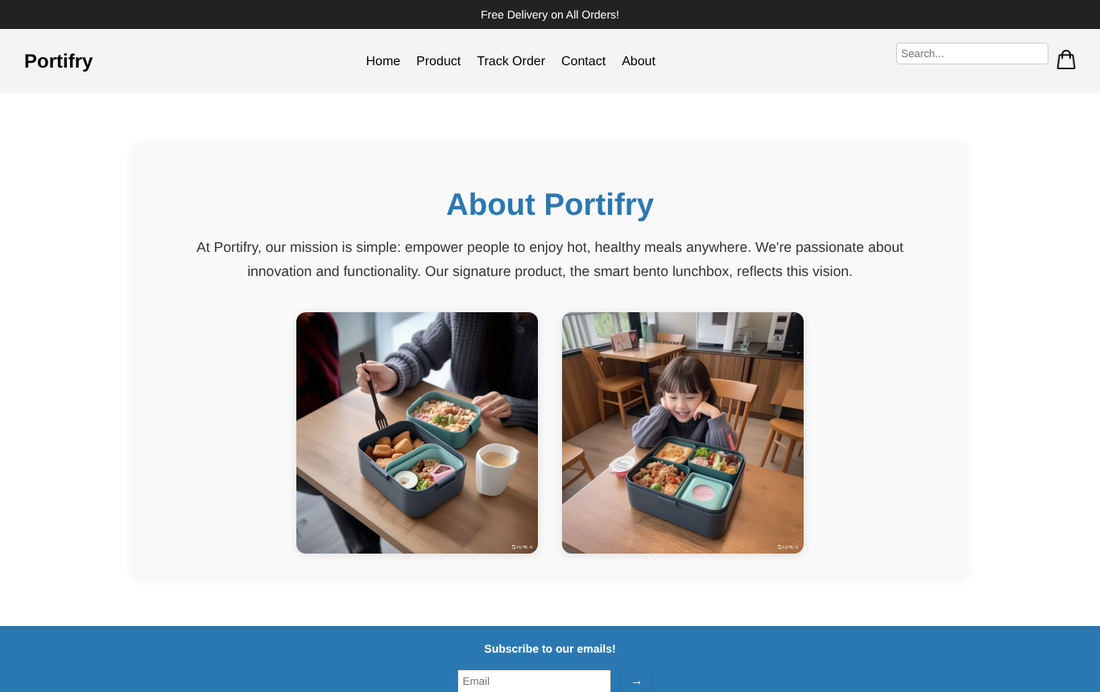 Free Delivery on All Orders!
Portifry
Home Product Track Order Contact About
Search...
About Portifry
At Portifry, our mission is simple: empower people to enjoy hot, healthy meals anywhere. We're passionate about
innovation and functionality. Our signature product, the smart bento lunchbox, reflects this vision.
Subscribe to our emails!
Email
→